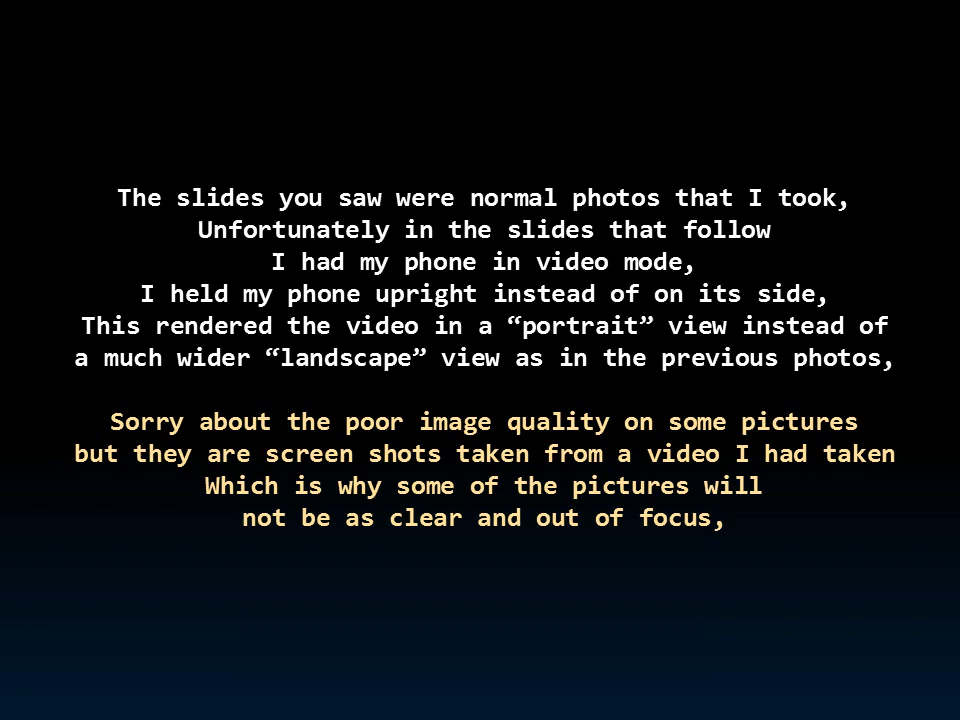 The slides you saw were normal photos that I took,
Unfortunately in the slides that follow
I had my phone in video mode,
I held my phone upright instead of on its side,
This rendered the video in a “portrait” view instead of
a much wider “landscape” view as in the previous photos,
Sorry about the poor image quality on some pictures
but they are screen shots taken from a video I had taken
Which is why some of the pictures will
not be as clear and out of focus,